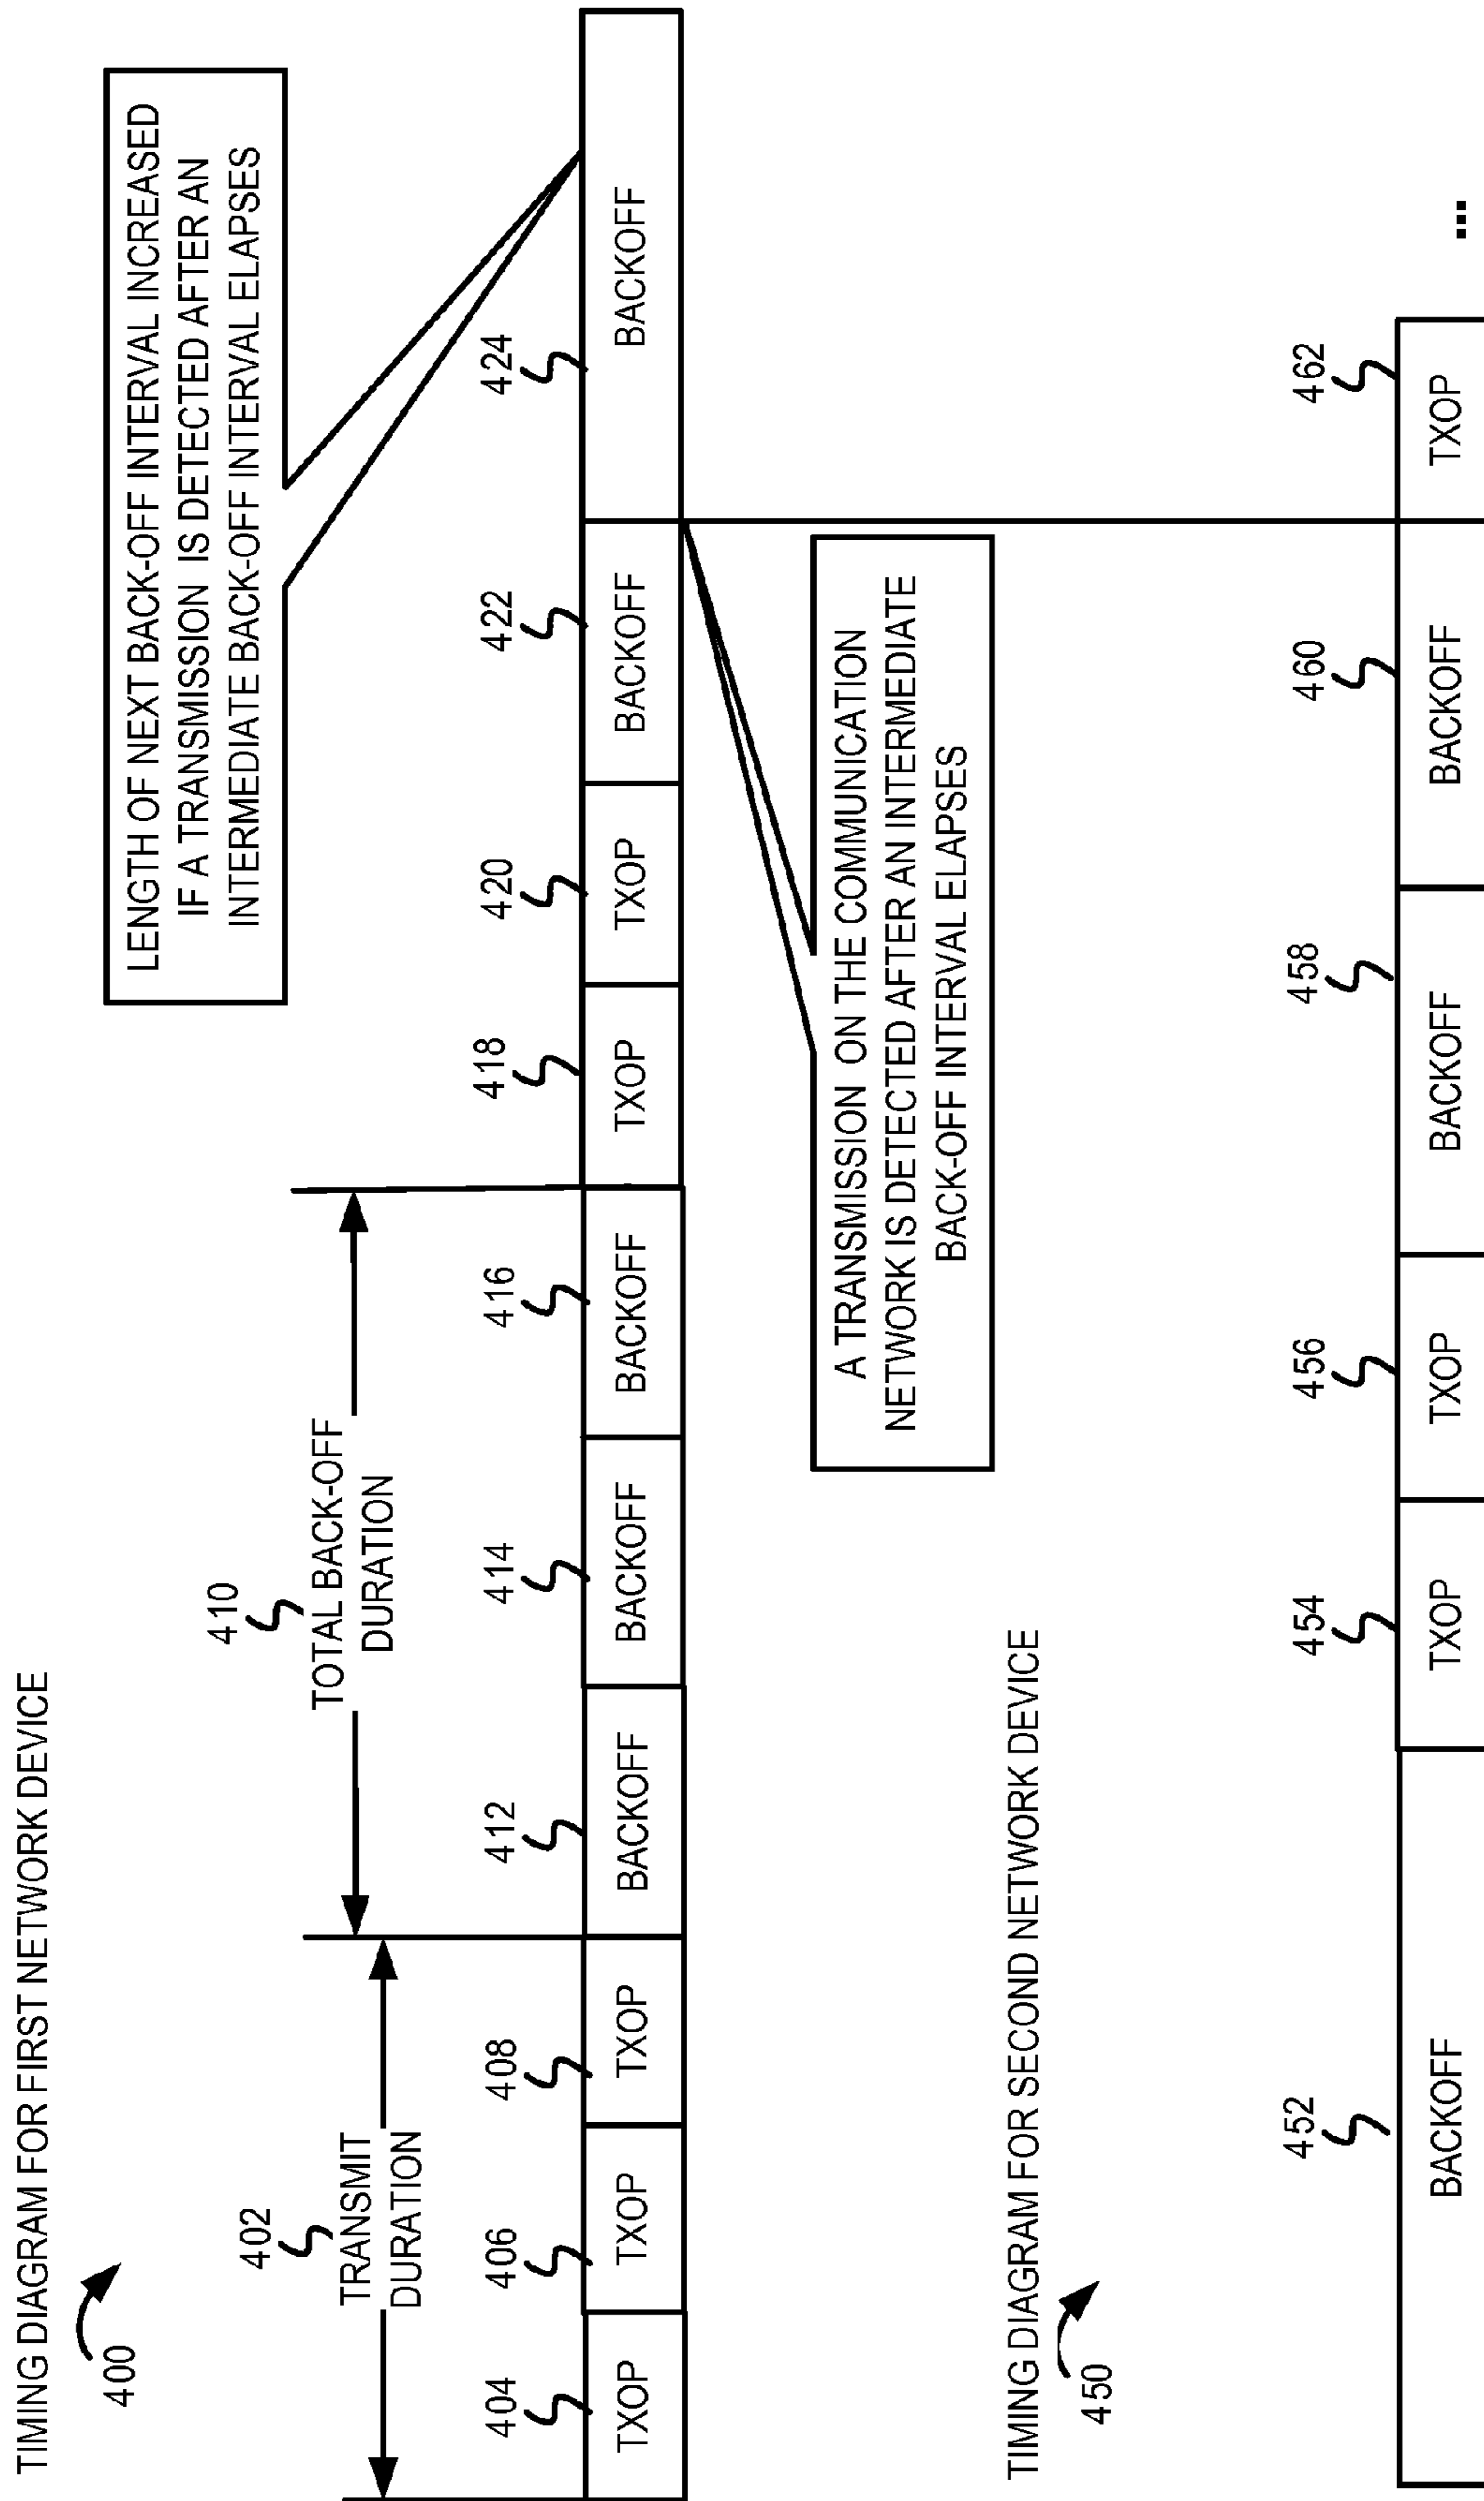 TIMING DIAGRAM FOR FIRST NETWORK DEVICE
400
LENGTH OF NEXT BACK-OFF INTERVAL INCREASED
IF A TRANSMISSION IS DETECTED AFTER AN
INTERMEDIATE BACK-OFF INTERVAL ELAPSES
402
TRANSMIT
DURATION
410
TOTAL BACK-OFF
DURATION
404
406
408
412
414
416
418
420
422
424
TXOP
TXOP
TXOP
BACKOFF
BACKOFF
BACKOFF
TXOP
TXOP
BACKOFF
BACKOFF
A TRANSMISSION ON THE COMMUNICATION
NETWORK IS DETECTED AFTER AN INTERMEDIATE
BACK-OFF INTERVAL ELAPSES
TIMING DIAGRAM FOR SECOND NETWORK DEVICE
450
452
454
456
458
460
462
BACKOFF
TXOP
TXOP
BACKOFF
BACKOFF
TXOP
...